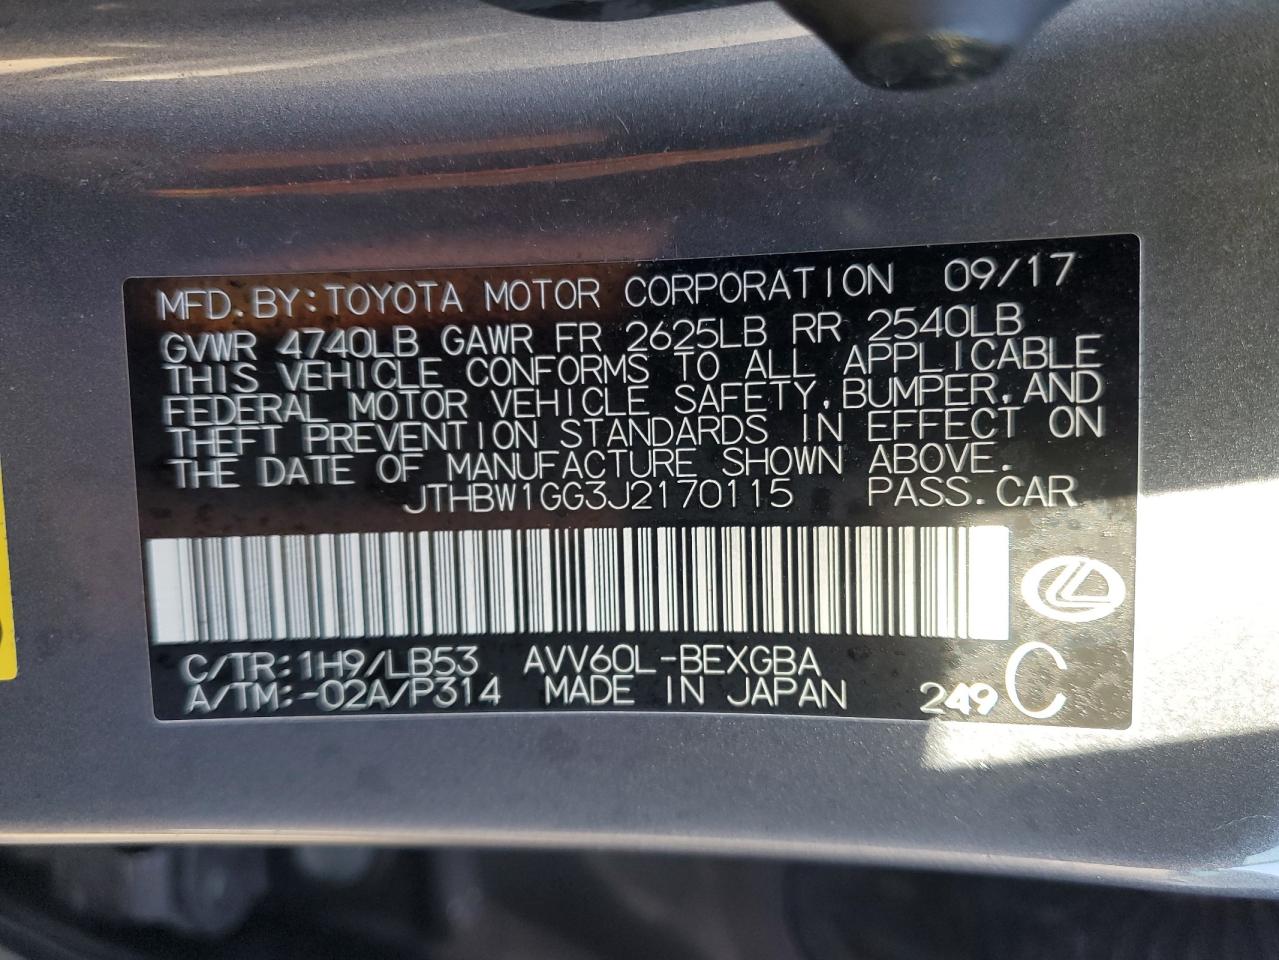 MFD.BY:TOYOTA MOTOR CORPORATION 09/17
GVWR 4740LB GAWR FR 2625LB RR 2540LB
THIS VEHICLE CONFORMS TO ALL APPLICABLE
FEDERAL MOTOR VEHICLE SAFETY,BUMPER,AND
THEFT PREVENTION STANDARDS IN EFFECT ON
THE DATE OF MANUFACTURE SHOWN ABOVE.
JTHBW1GG3J2170115 PASS.CAR
C/TR:1H9/LB53 AVV60L-BEXGBA
A/TM:-02A/P314 MADE IN JAPAN 249 C